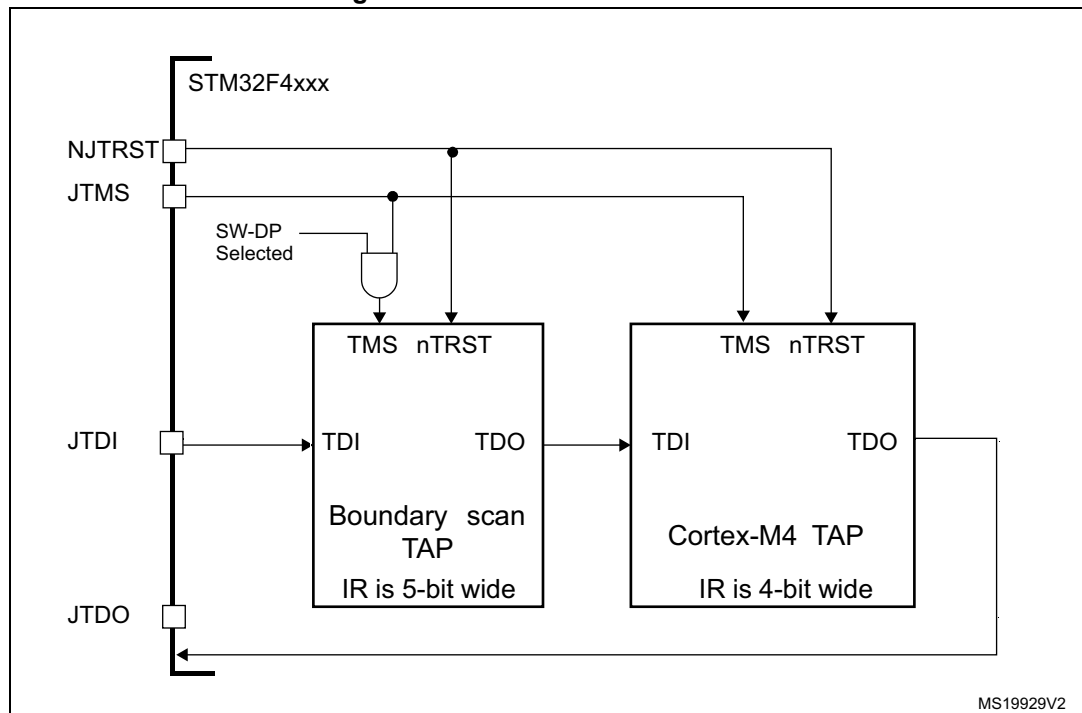 STM32F4xxx
NJTRST
JTMS
SW-DP
Selected
TMS nTRST
TMS nTRST
JTDI
TDI
TDO
TDI
TDO
Boundary scan
TAP
Cortex-M4 TAP
IR is 5-bit wide
IR is 4-bit wide
JTDO
MS19929V2